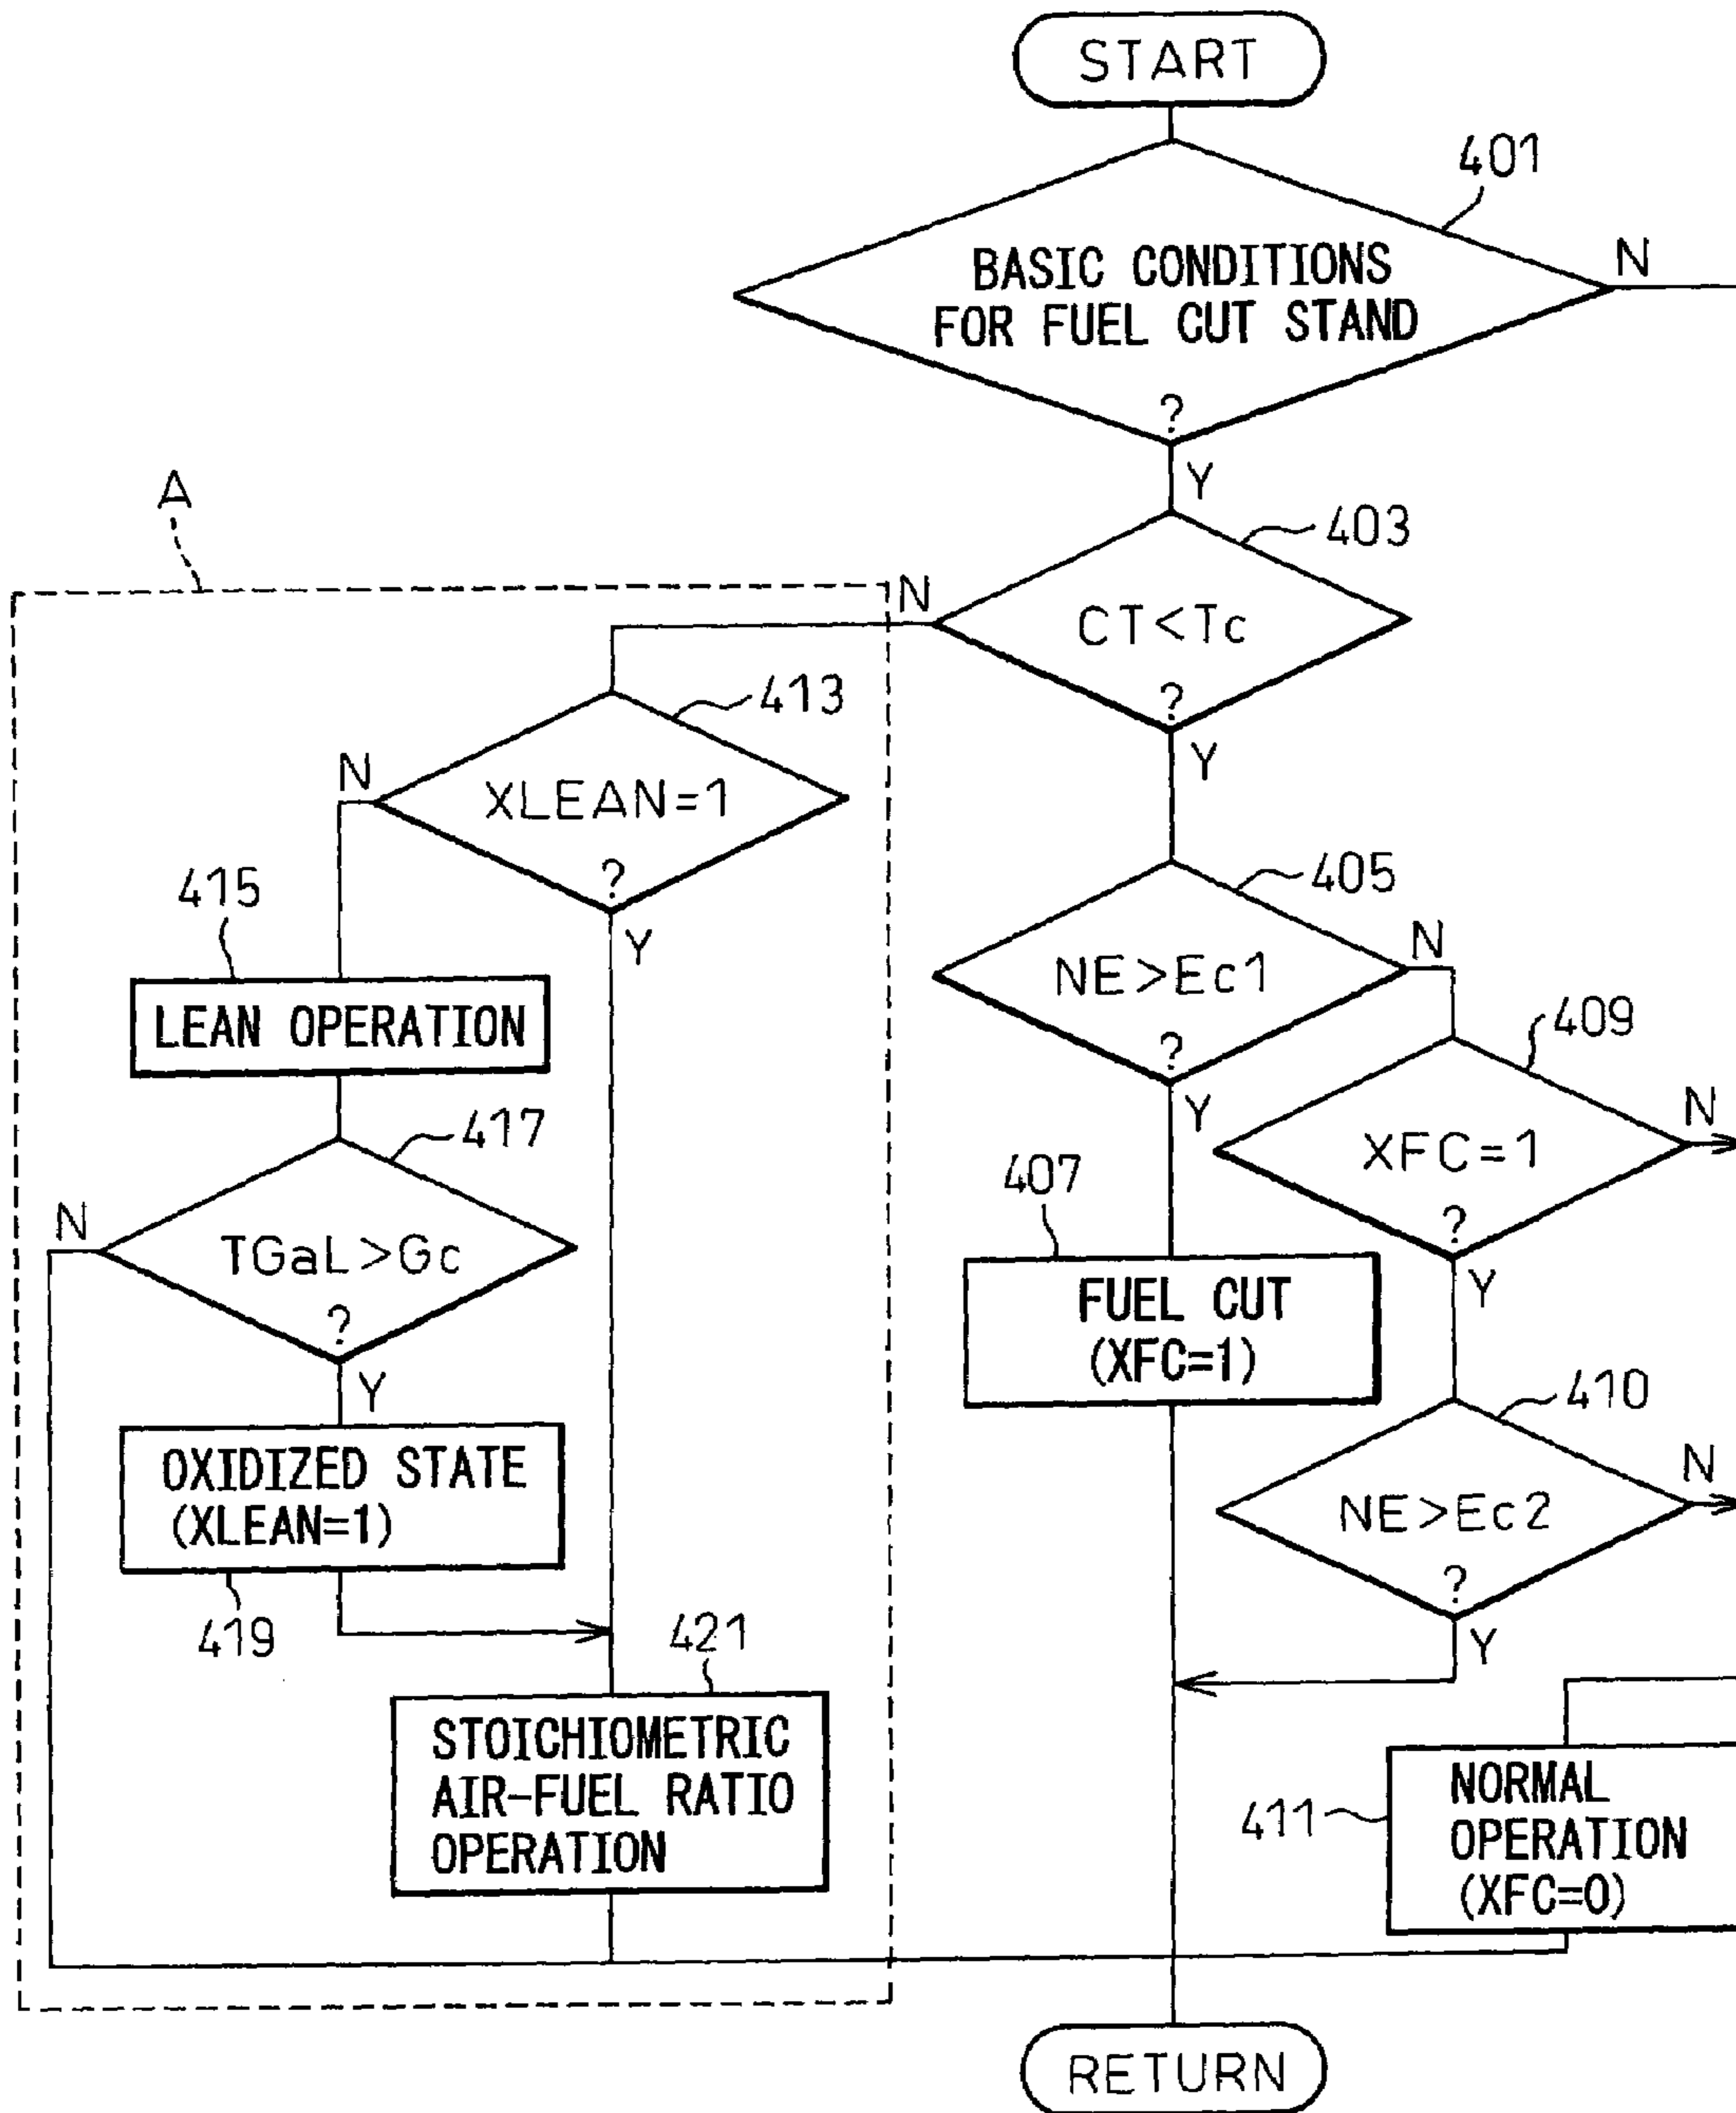 START
401
BASIC CONDITIONS
FOR FUEL CUT STAND
?
N
Y
A
403
N
CT<Tc
?
Y
413
N
XLEAN=1
?
Y
405
NE>Ec1
?
N
Y
415
LEAN OPERATION
409
XFC=1
?
N
Y
417
N
TGaL>Gc
?
Y
407
FUEL CUT
(XFC=1)
410
NE>Ec2
?
N
Y
OXIDIZED STATE
(XLEAN=1)
419
421
STOICHIOMETRIC
AIR-FUEL RATIO
OPERATION
411
NORMAL
OPERATION
(XFC=0)
RETURN